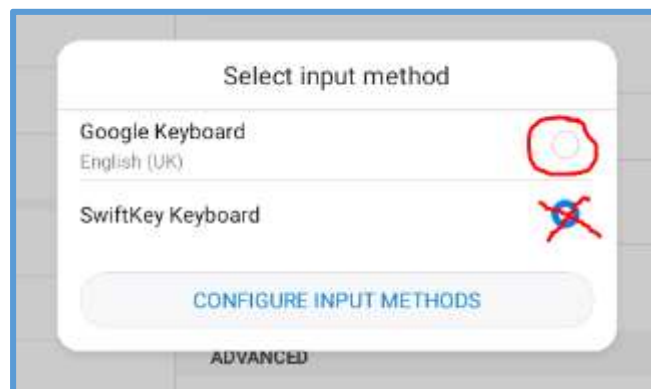 Select input method
Google Keyboard
English (UK)
SwiftKey Keyboard
CONFIGURE INPUT METHODS
ADVANCED